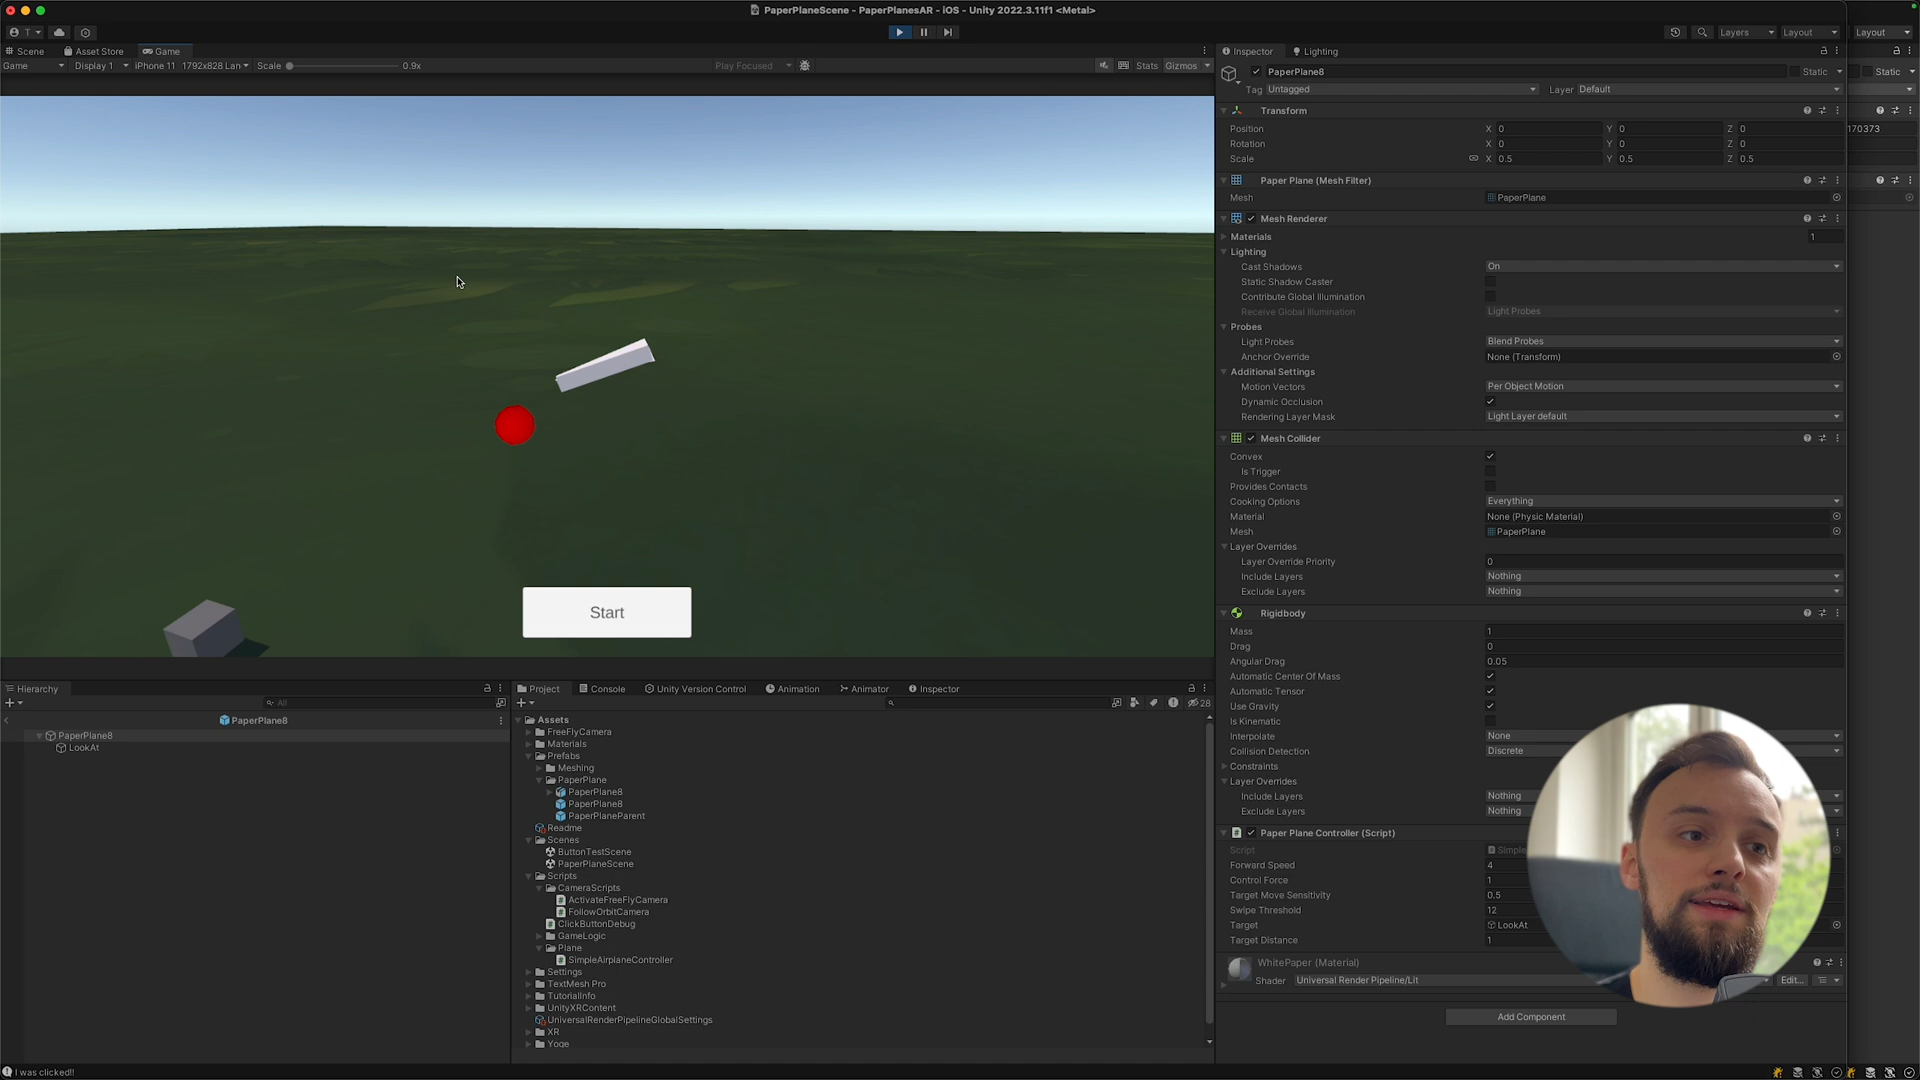 PaperPlaneScene - PaperPlanesAR - iOS - Unity 2022.3.11f1 <Metal>
T
Layers
Layout
Layout
Scene
Asset Store
Game
Inspector
Lighting
Game
Display 1
iPhone 11 1792x828 Lan
Scale
0.9x
Play Focused
Stats
Gizmos
PaperPlane8
Static
Static
Tag
Untagged
Layer
Default
Transform
Position
X 0
Y 0
Z 0
170373
Rotation
X 0
Y 0
Z 0
Scale
X 0.5
Y 0.5
Z 0.5
Paper Plane (Mesh Filter)
Mesh
PaperPlane
Mesh Renderer
Materials
1
Lighting
Cast Shadows
On
Static Shadow Caster
Contribute Global Illumination
Receive Global Illumination
Light Probes
Probes
Light Probes
Blend Probes
Anchor Override
None (Transform)
Additional Settings
Motion Vectors
Per Object Motion
Dynamic Occlusion
Rendering Layer Mask
Light Layer default
Mesh Collider
Convex
Is Trigger
Provides Contacts
Cooking Options
Everything
Material
None (Physic Material)
Mesh
PaperPlane
Layer Overrides
Layer Override Priority
0
Include Layers
Nothing
Exclude Layers
Nothing
Rigidbody
Mass
1
Drag
0
Angular Drag
0.05
Automatic Center Of Mass
Automatic Tensor
Use Gravity
Is Kinematic
Interpolate
None
Collision Detection
Discrete
Constraints
Layer Overrides
Include Layers
Nothing
Exclude Layers
Nothing
Paper Plane Controller (Script)
Script
Simple
Forward Speed
4
Control Force
1
Target Move Sensitivity
0.5
Swipe Threshold
12
Target
LookAt
Target Distance
1
WhitePaper (Material)
Shader
Universal Render Pipeline/Lit
Edit...
Add Component
Start
Hierarchy
All
PaperPlane8
PaperPlane8
LookAt
Project
Console
Unity Version Control
Animation
Animator
Inspector
28
Assets
FreeFlyCamera
Materials
Prefabs
Meshing
PaperPlane
PaperPlane8
PaperPlane8
PaperPlaneParent
Readme
Scenes
ButtonTestScene
PaperPlaneScene
Scripts
CameraScripts
ActivateFreeFlyCamera
FollowOrbitCamera
ClickButtonDebug
GameLogic
Plane
SimpleAirplaneController
Settings
TextMesh Pro
TutorialInfo
UnityXRContent
UniversalRenderPipelineGlobalSettings
XR
Yoge
I was clicked!!